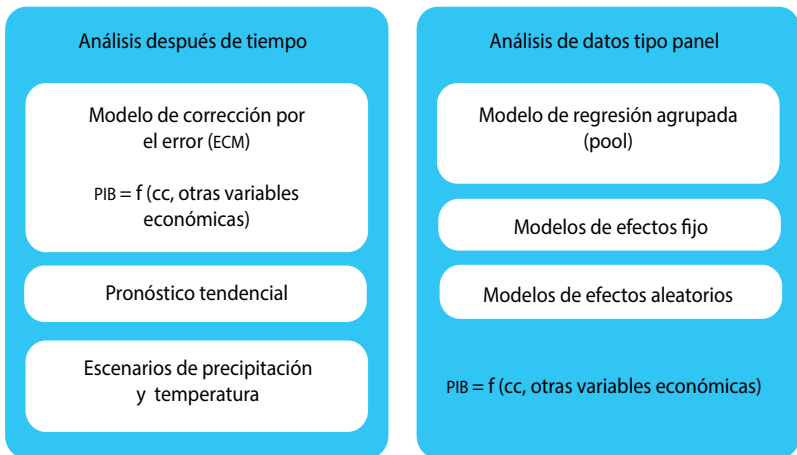 Análisis después de tiempo
Modelo de corrección por
el error (ECM)
PIB = f (cc, otras variables
económicas)
Pronóstico tendencial
Escenarios de precipitación
y temperatura
Análisis de datos tipo panel
Modelo de regresión agrupada
(pool)
Modelos de efectos fijo
Modelos de efectos aleatorios
PIB = f (cc, otras variables económicas)